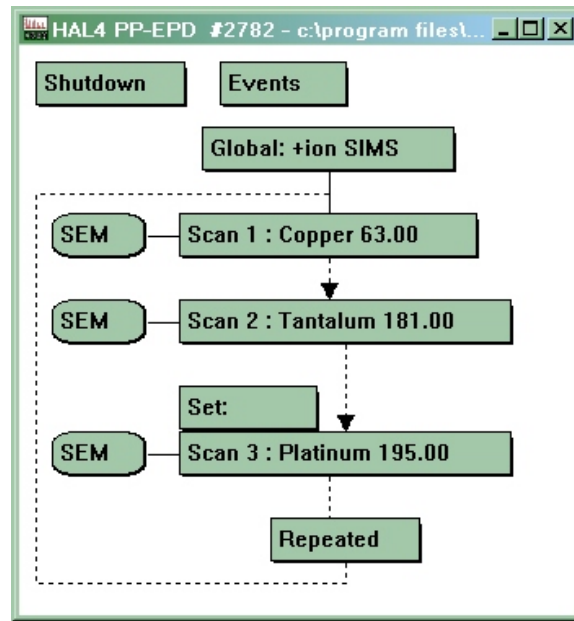 HAL4 PP-EPD #2782 - c:\program files\...
Shutdown
Events
Global: +ion SIMS
SEM
Scan 1 : Copper 63.00
SEM
Scan 2 : Tantalum 181.00
Set:
SEM
Scan 3 : Platinum 195.00
Repeated